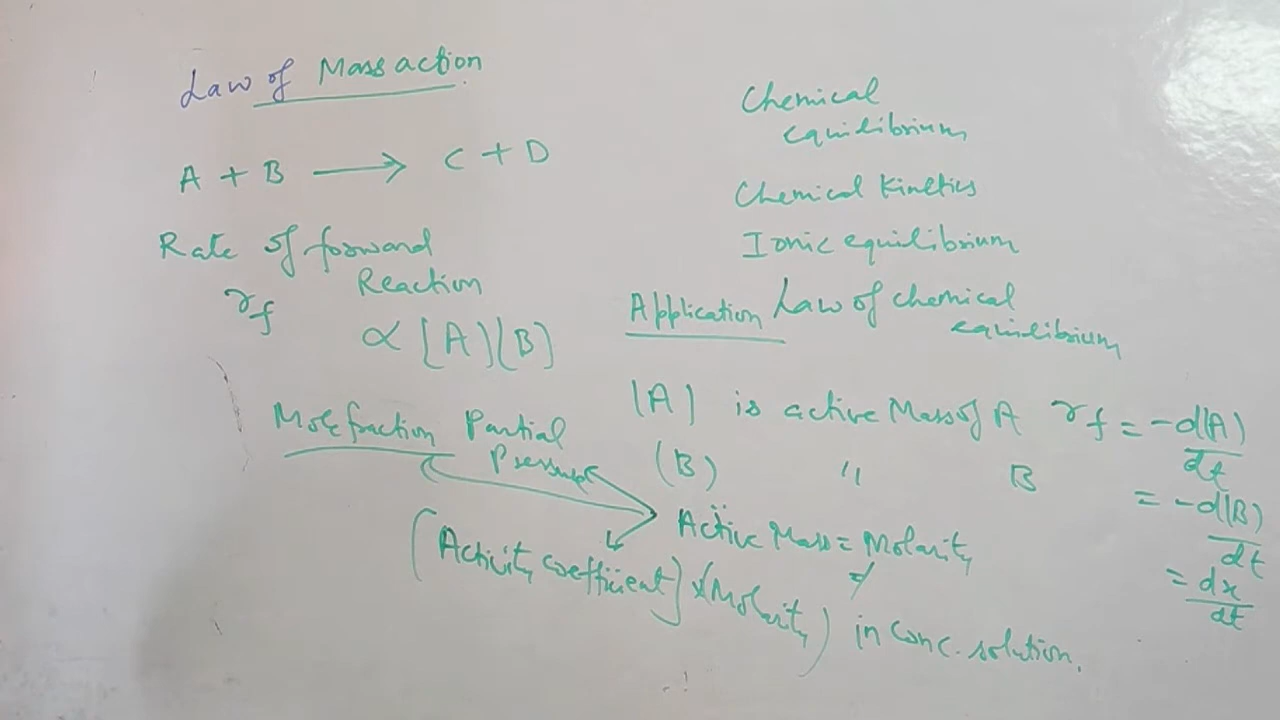 Law of Mass action
A + B ⟶ C + D
Rate of forward
Reaction
r_f ∝ [A][B]
Mole fraction Partial
Pressure
Chemical
equilibrium
Chemical Kinetics
Ionic equilibrium
Application Law of chemical
equilibrium
[A] is active Mass of A
(B) " B
Active Mass = Molarity
(Activity coefficient) x (Molarity) in conc. solution.
r_f = -d[A]/dt
= -d[B]/dt
= dx/dt